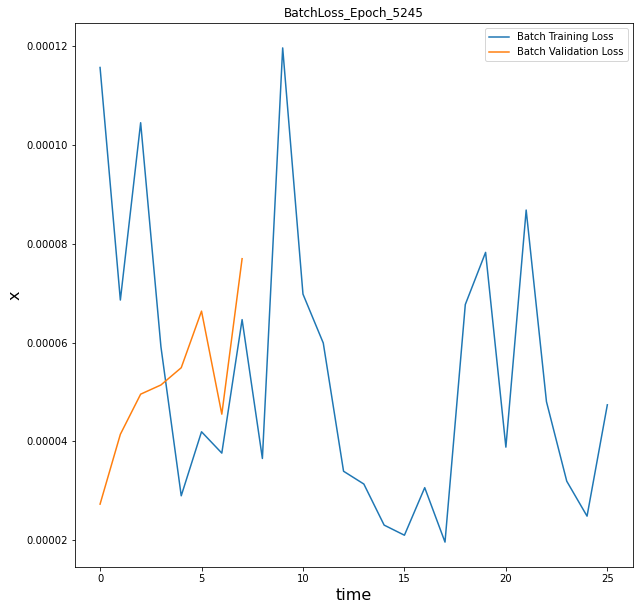 BatchLoss_Epoch_5245
Batch Training Loss
Batch Validation Loss
0.00012
0.00010
0.00008
0.00006
0.00004
0.00002
x
0 5 10 15 20 25
time